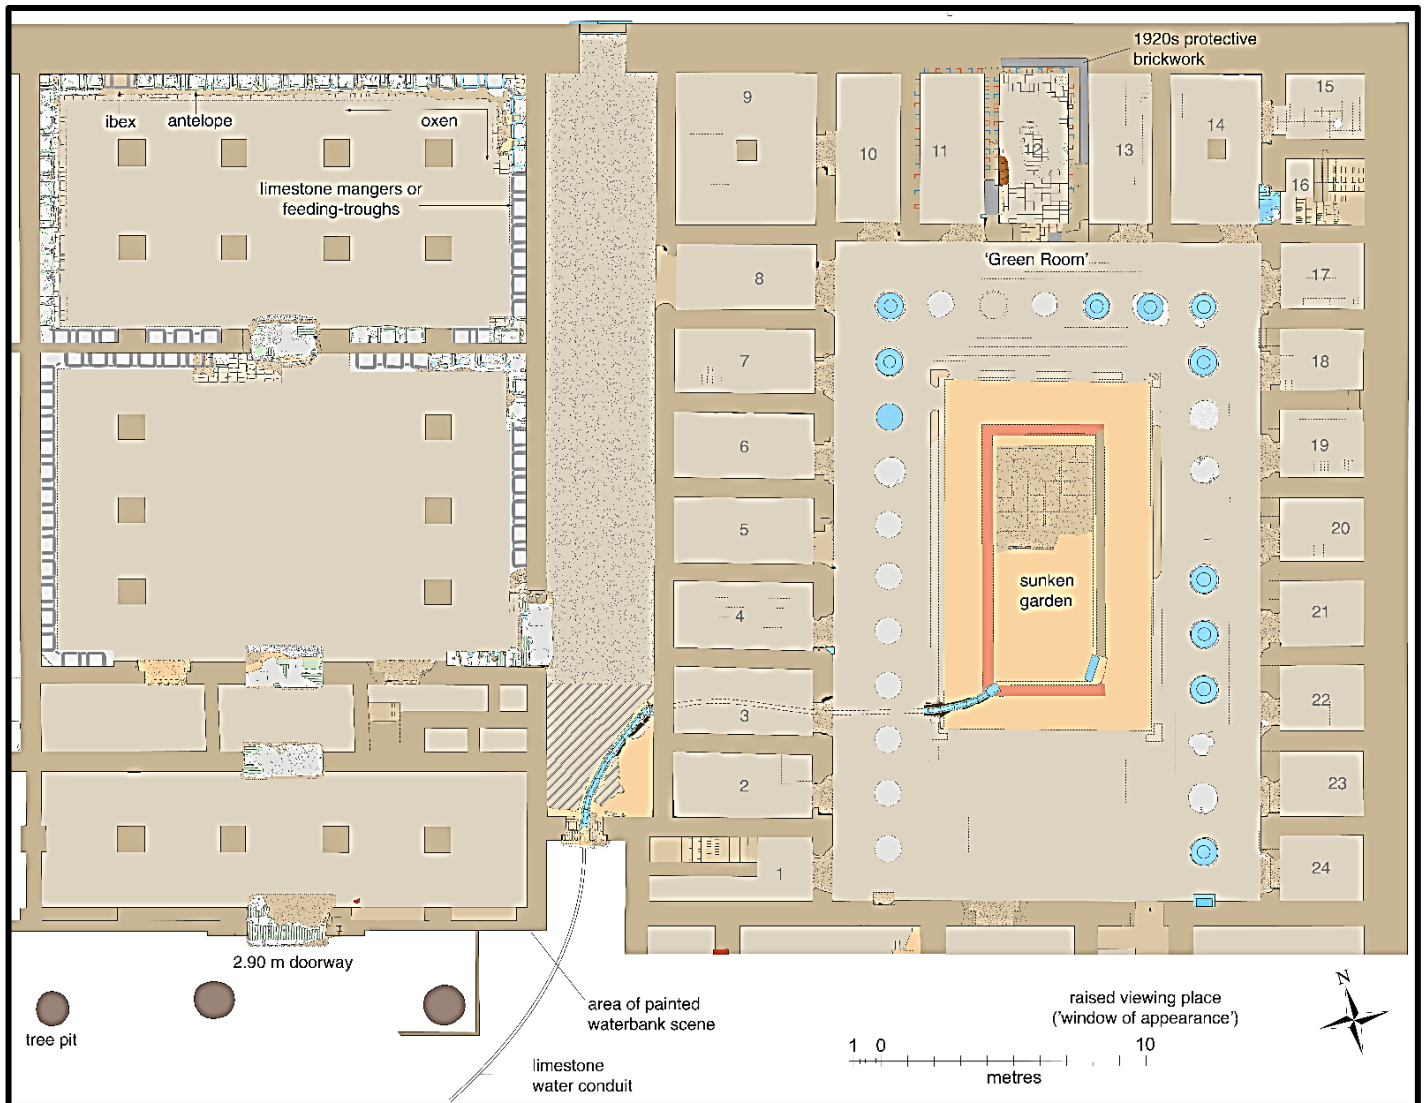 1920s protective
brickwork
ibex
antelope
oxen
limestone mangers or
feeding-troughs
9
10
11
12
13
14
15
16
'Green Room'
8
17
7
18
6
19
5
20
sunken
garden
4
21
3
22
2
23
1
24
2.90 m doorway
tree pit
area of painted
waterbank scene
limestone
water conduit
raised viewing place
('window of appearance')
N
1 0 10
metres